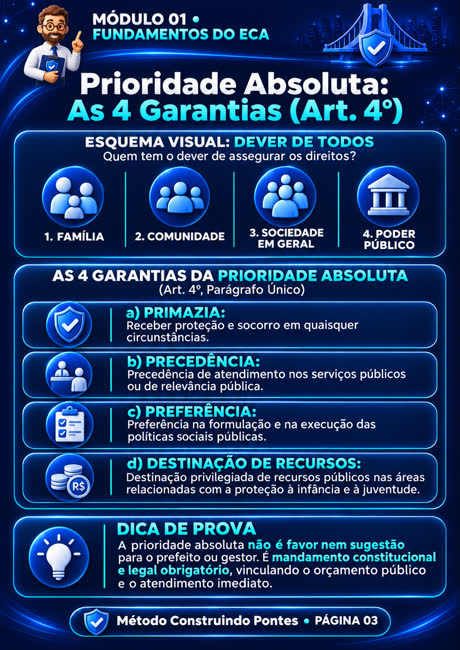 MÓDULO 01 •
FUNDAMENTOS DO ECA
Prioridade Absoluta:
As 4 Garantias (Art. 4º)
ESQUEMA VISUAL: DEVER DE TODOS
Quem tem o dever de assegurar os direitos?
1. FAMÍLIA
2. COMUNIDADE
3. SOCIEDADE
EM GERAL
4. PODER
PÚBLICO
AS 4 GARANTIAS DA PRIORIDADE ABSOLUTA
(Art. 4º, Parágrafo Único)
a) PRIMAZIA:
Receber proteção e socorro em quaisquer
circunstâncias.
b) PRECEDÊNCIA:
Precedência de atendimento nos serviços públicos
ou de relevância pública.
c) PREFERÊNCIA:
Preferência na formulação e na execução das
políticas sociais públicas.
R$
d) DESTINAÇÃO DE RECURSOS:
Destinação privilegiada de recursos públicos nas áreas
relacionadas com a proteção à infância e à juventude.
DICA DE PROVA
A prioridade absoluta não é favor nem sugestão
para o prefeito ou gestor. É mandamento constitucional
e legal obrigatório, vinculando o orçamento público
e o atendimento imediato.
Método Construindo Pontes • PÁGINA 03